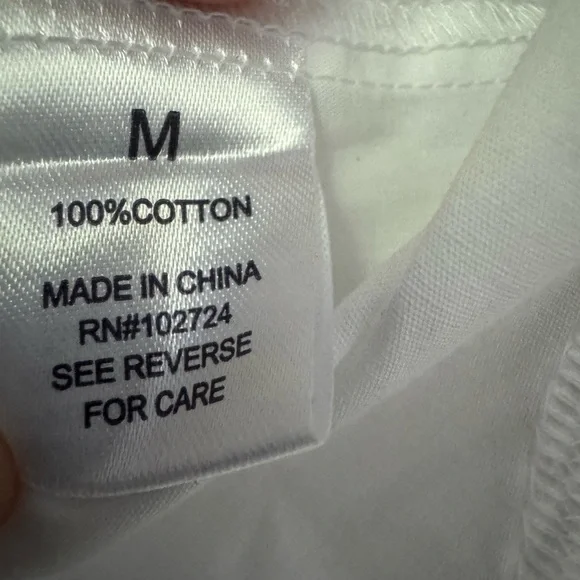 M
100%COTTON
MADE IN CHINA
RN#102724
SEE REVERSE
FOR CARE